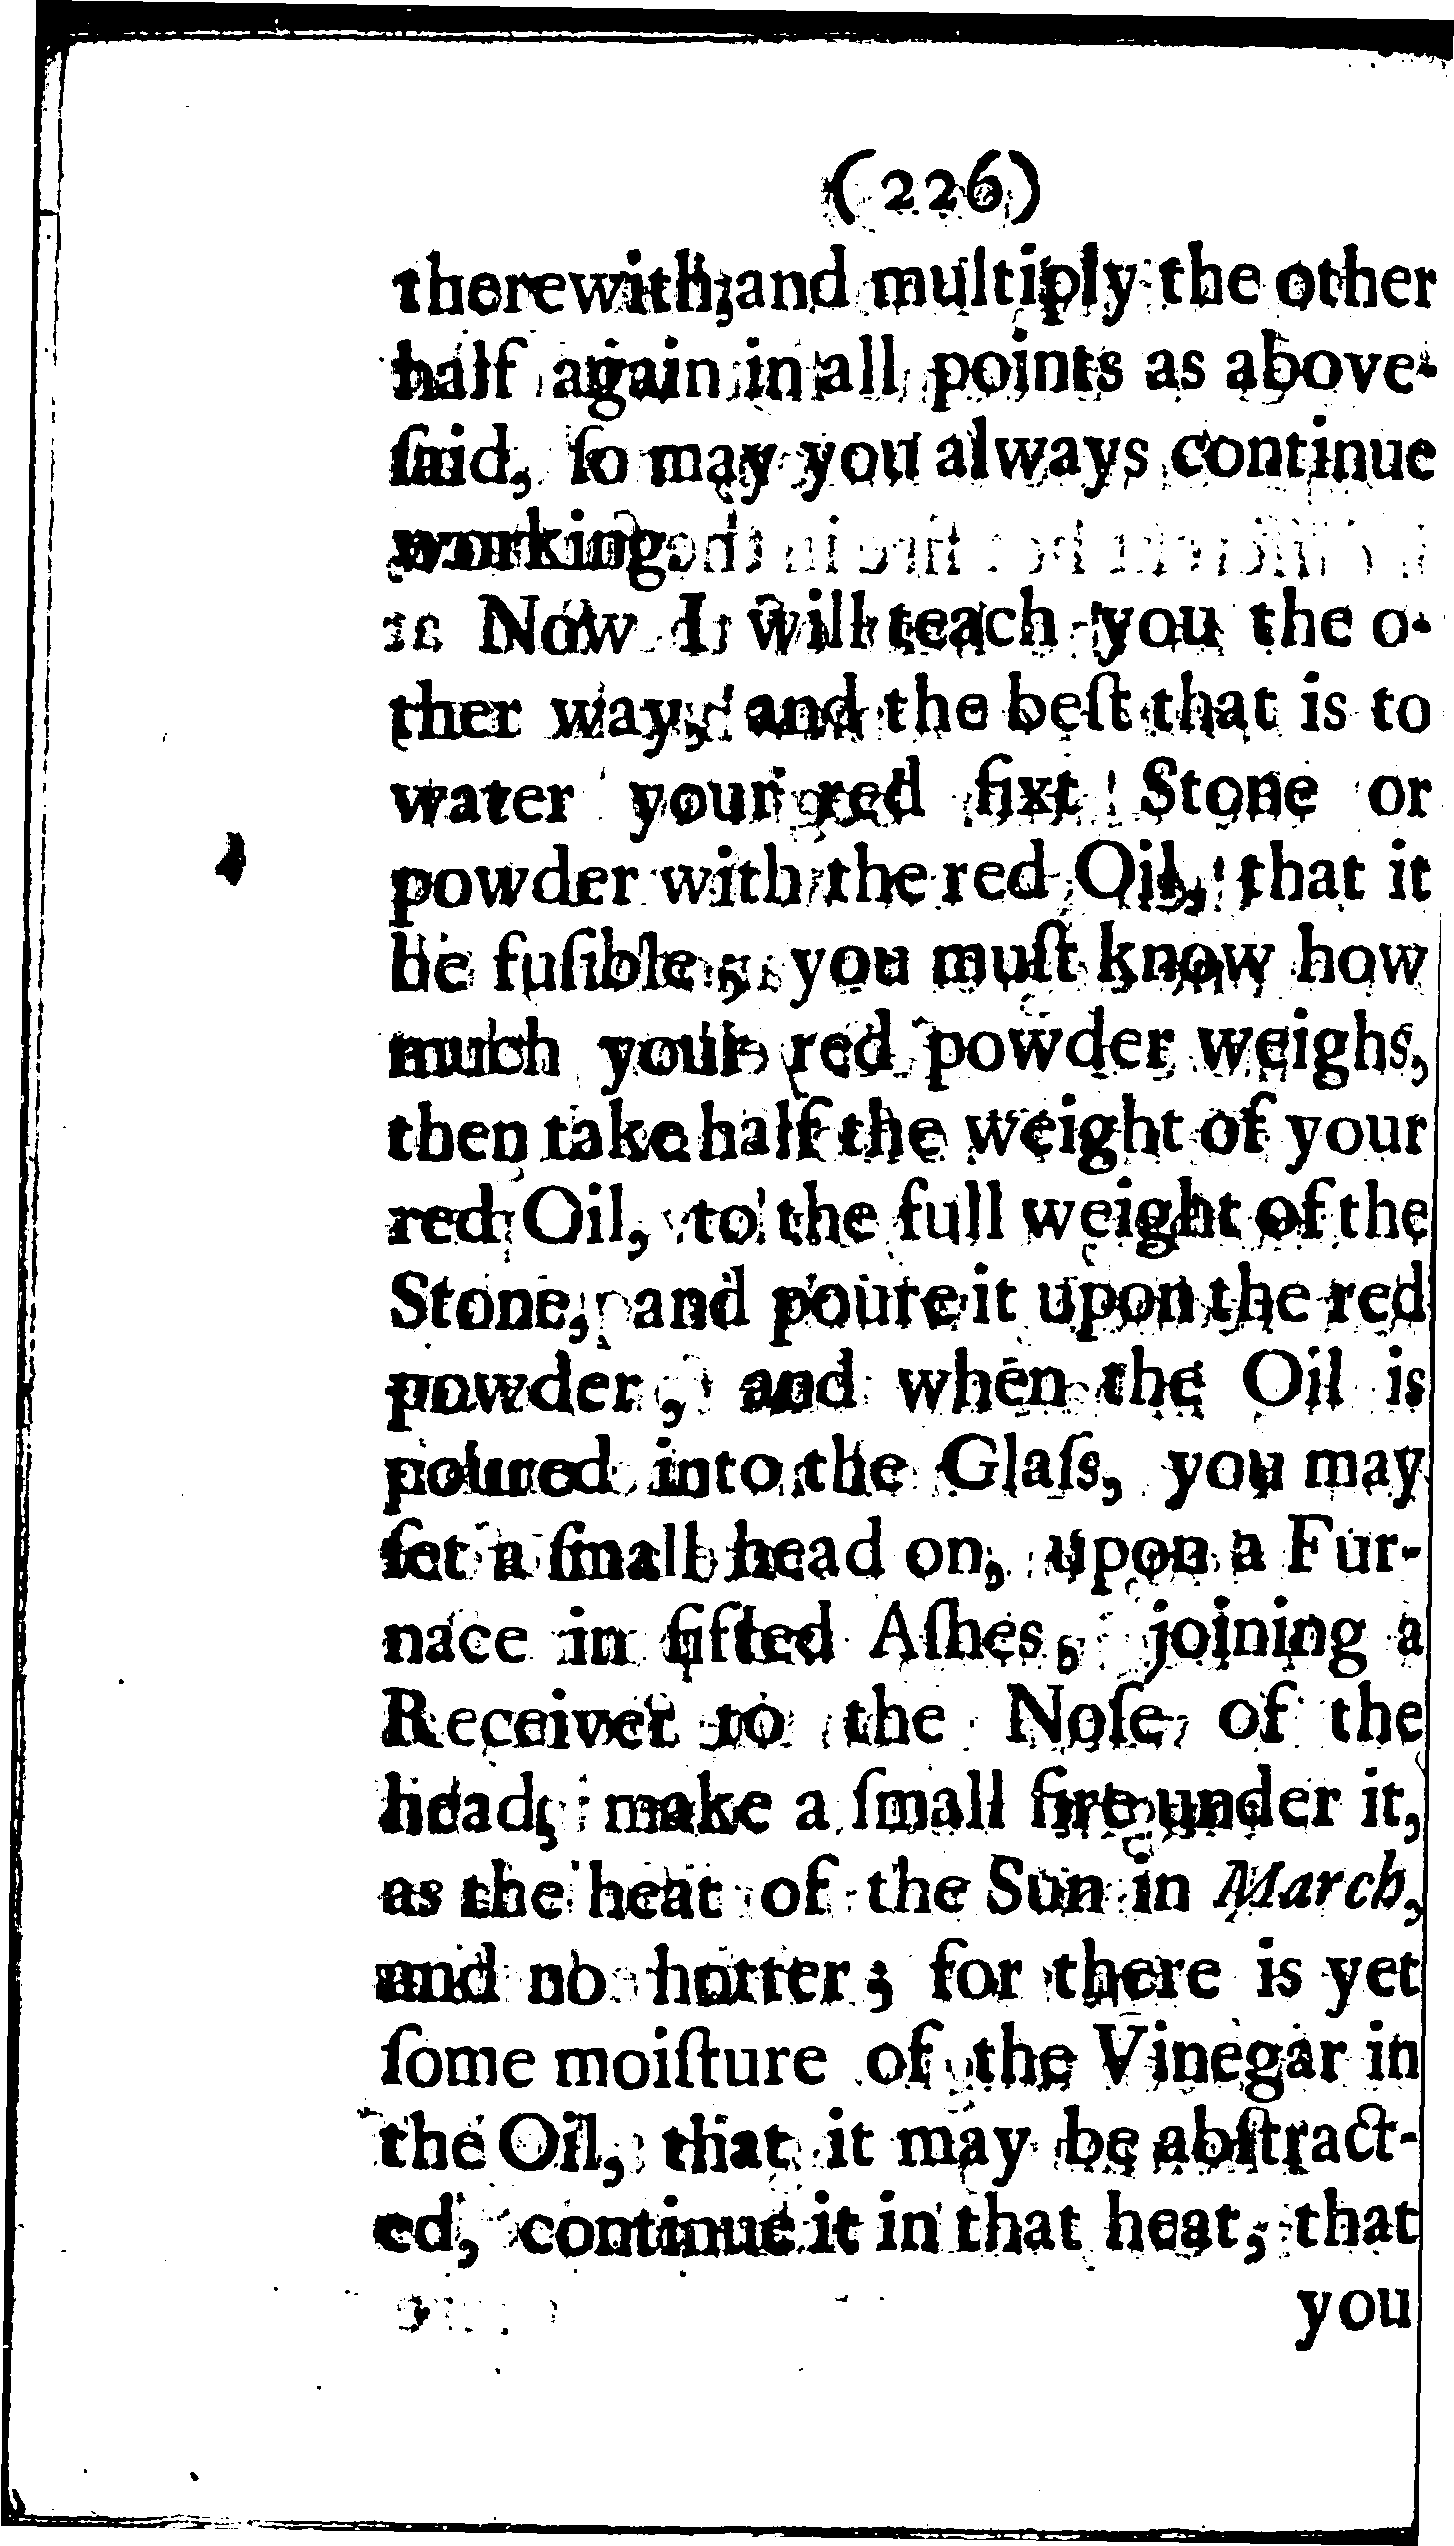 (226)
therewith, and multiply the other
half again in all points as above-
ſaid, ſo may you always continue
working.
Now I will teach you the o-
ther way, and the beſt that is to
water your red fixt Stone or
powder with the red Oil, that it
be fuſible; you muſt know how
much your red powder weighs,
then take half the weight of your
red Oil, to the full weight of the
Stone, and poure it upon the red
powder, and when the Oil is
poured into the Glaſs, you may
ſet a ſmall head on, upon a Fur-
nace in ſifted Aſhes, joining a
Receiver to the Noſe of the
head, make a ſmall fire under it,
as the heat of the Sun in March,
and no hotter; for there is yet
ſome moiſture of the Vinegar in
the Oil, that it may be abſtract-
ed, continue it in that heat, that
you